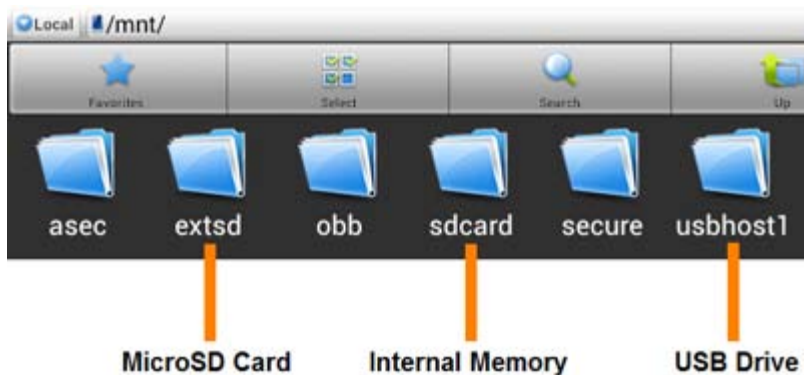 Local /mnt/
Favorites Select Search Up
asec extsd obb sdcard secure usbhost1
MicroSD Card Internal Memory USB Drive